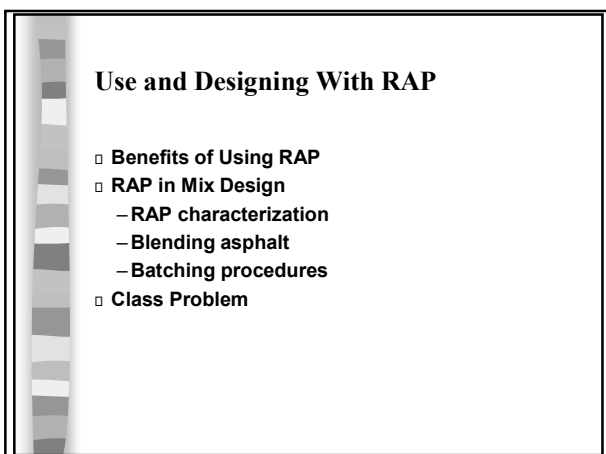 Use and Designing With RAP
▯ Benefits of Using RAP
▯ RAP in Mix Design
– RAP characterization
– Blending asphalt
– Batching procedures
▯ Class Problem